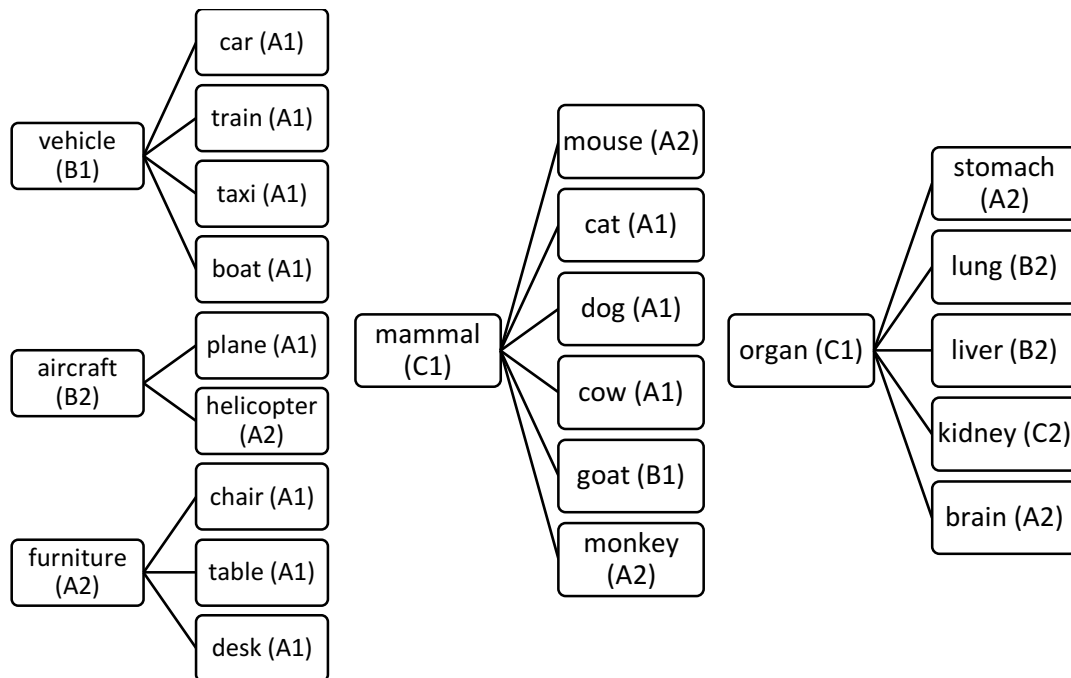 vehicle
(B1)
car (A1)
train (A1)
taxi (A1)
boat (A1)
aircraft
(B2)
plane (A1)
helicopter
(A2)
furniture
(A2)
chair (A1)
table (A1)
desk (A1)
mammal
(C1)
mouse (A2)
cat (A1)
dog (A1)
cow (A1)
goat (B1)
monkey
(A2)
organ (C1)
stomach
(A2)
lung (B2)
liver (B2)
kidney (C2)
brain (A2)